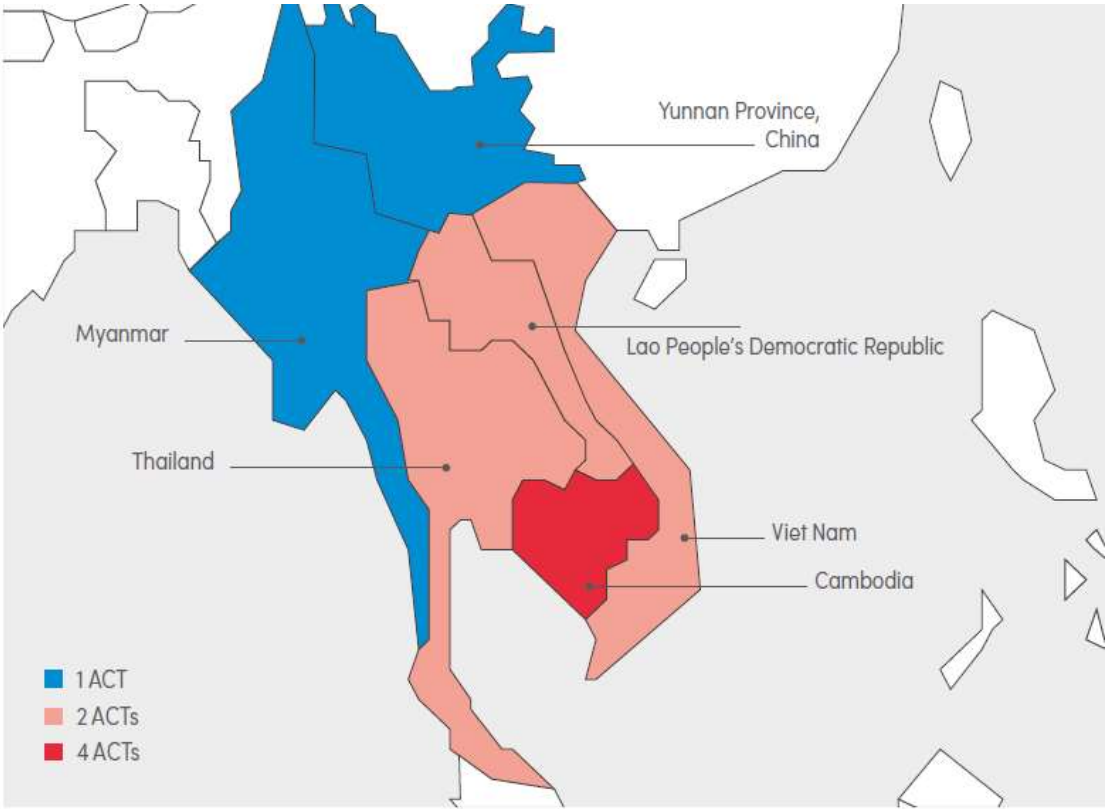 Yunnan Province,
China
Myanmar
Lao People's Democratic Republic
Thailand
Viet Nam
Cambodia
1 ACT
2 ACTs
4 ACTs